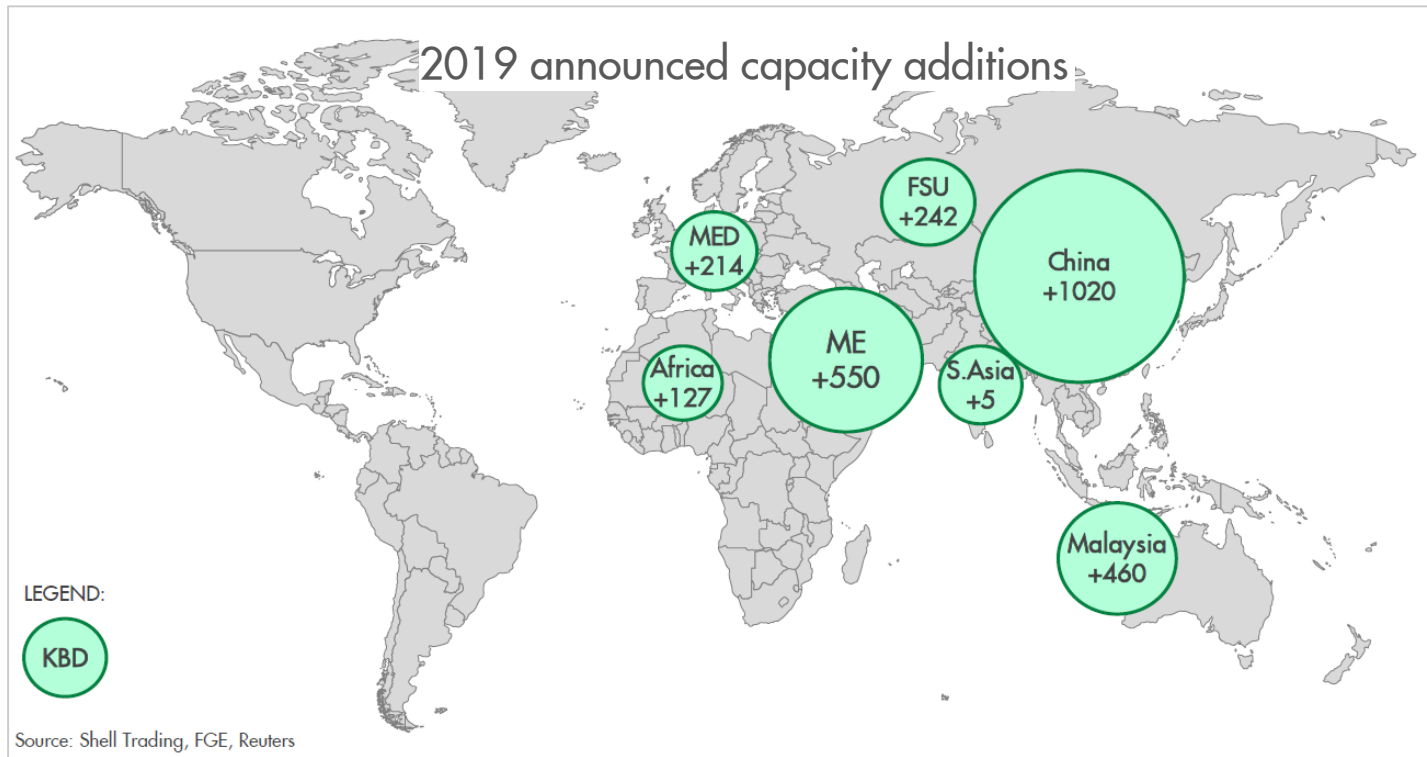 2019 announced capacity additions
FSU
+242
MED
+214
China
+1020
ME
+550
Africa
+127
S.Asia
+5
Malaysia
+460
LEGEND:
KBD
Source: Shell Trading, FGE, Reuters